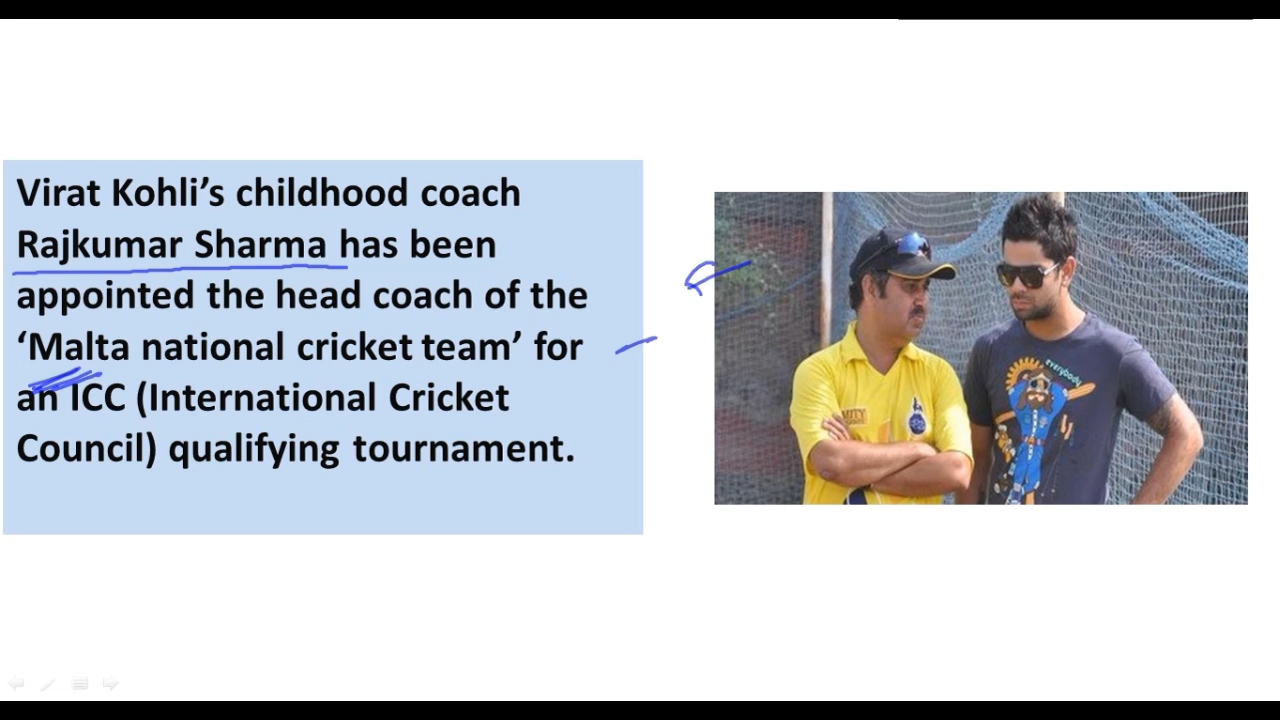 Virat Kohli’s childhood coach
Rajkumar Sharma has been
appointed the head coach of the
‘Malta national cricket team’ for
an ICC (International Cricket
Council) qualifying tournament.
everybody